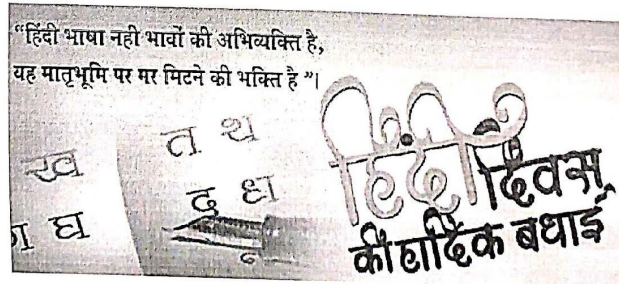 “हिंदी भाषा नही भावों की अभिव्यक्ति है,
यह मातृभूमि पर मर मिटने की भक्ति है”।
त थ
ख
द ध
ग घ
हिंदी दिवस
की हार्दिक बधाई